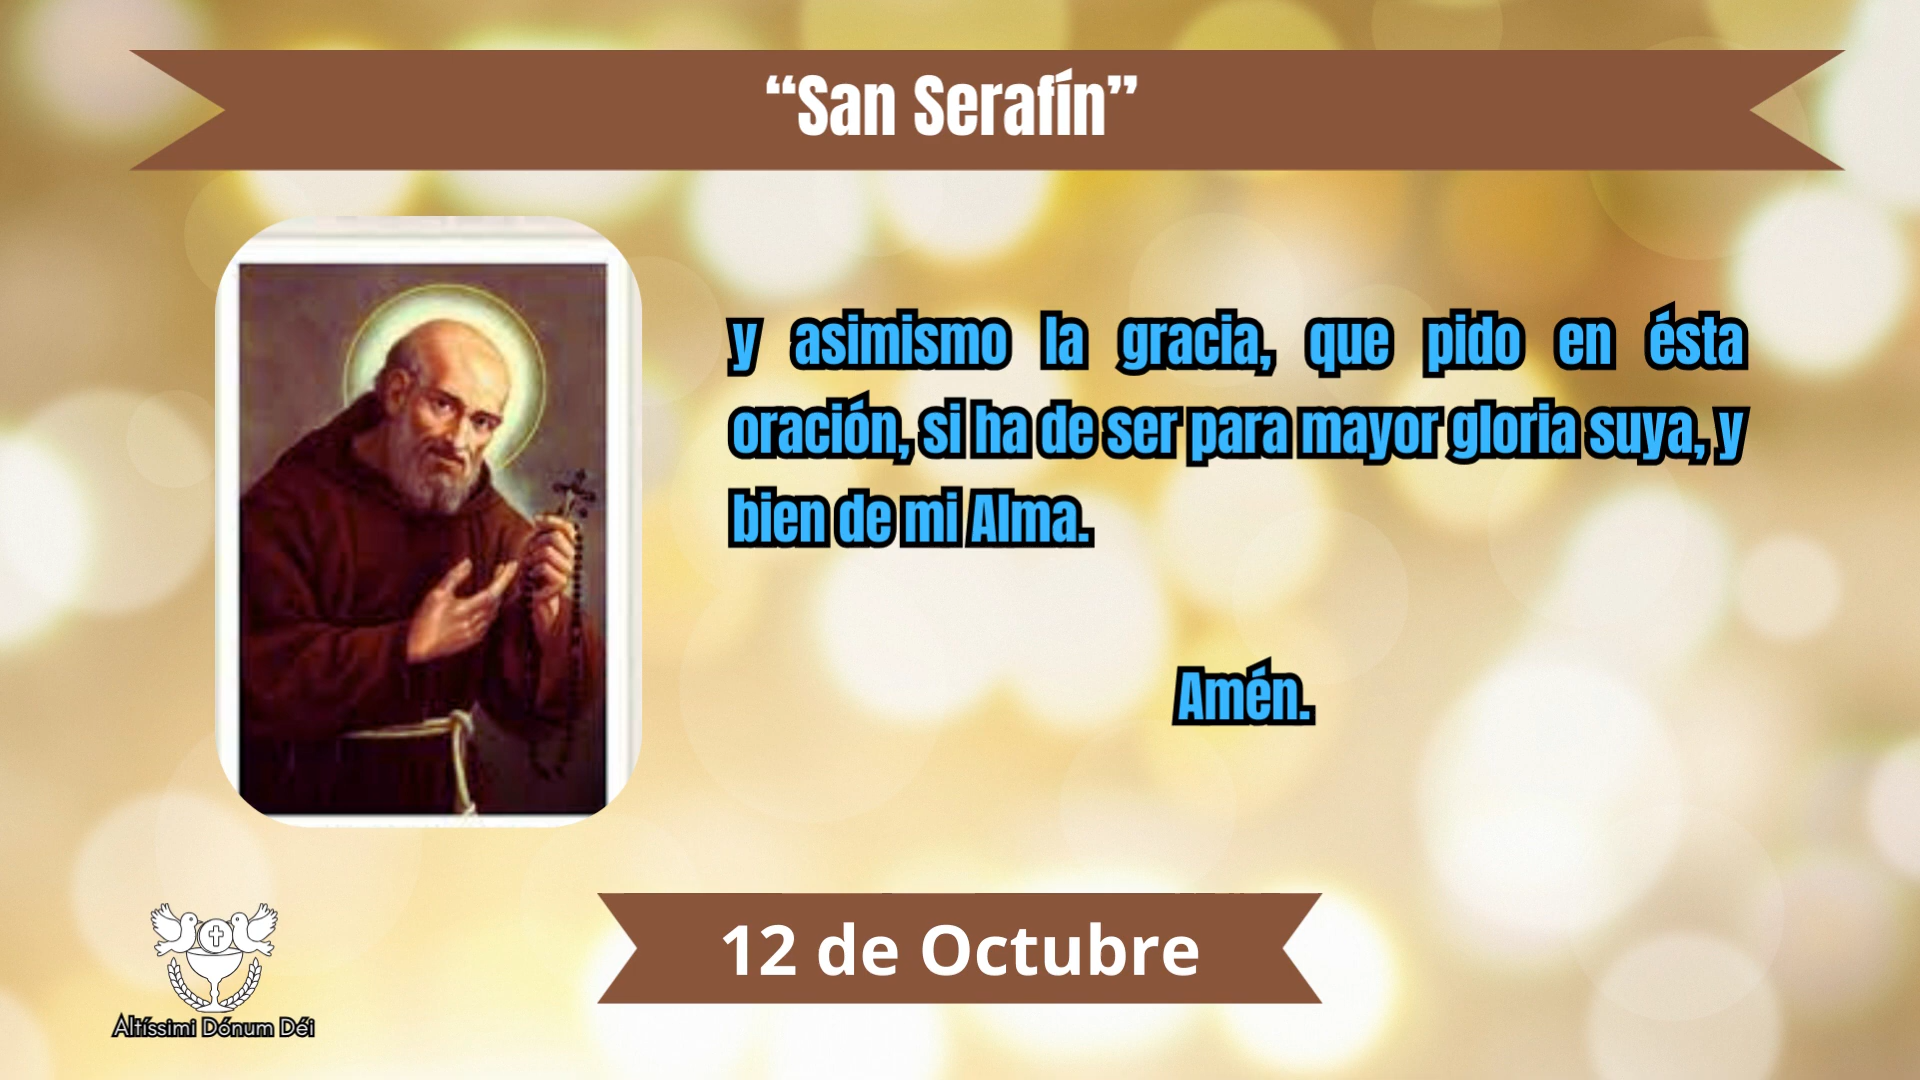 “San Serafín”
y asimismo la gracia, que pido en ésta
oración, si ha de ser para mayor gloria suya, y
bien de mi Alma.
Amén.
12 de Octubre
Altíssimi Dónum Déi